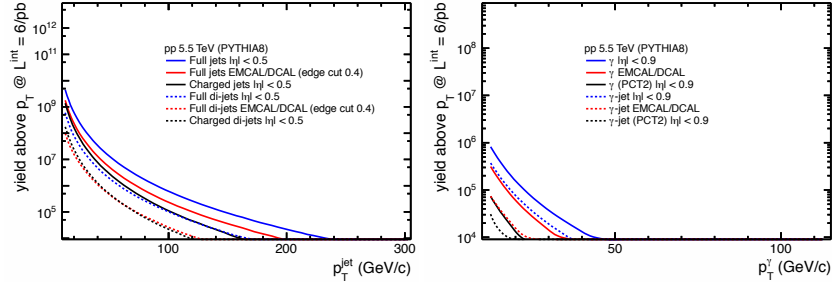 yield above p_T @ L^int = 6/pb
10^11
10^9
10^7
10^5
pp 5.5 TeV (PYTHIA8)
Full jets |η| < 0.5
Full jets EMCAL/DCAL (edge cut 0.4)
Charged jets |η| < 0.5
Full di-jets |η| < 0.5
Full di-jets EMCAL/DCAL (edge cut 0.4)
Charged di-jets |η| < 0.5
100
200
300
p_T^jet (GeV/c)
yield above p_T @ L^int = 6/pb
10^8
10^7
10^6
10^5
10^4
pp 5.5 TeV (PYTHIA8)
γ |η| < 0.9
γ EMCAL/DCAL
γ (PCT2) |η| < 0.9
γ-jet |η| < 0.9
γ-jet EMCAL/DCAL
γ-jet (PCT2) |η| < 0.9
50
100
p_T^γ (GeV/c)